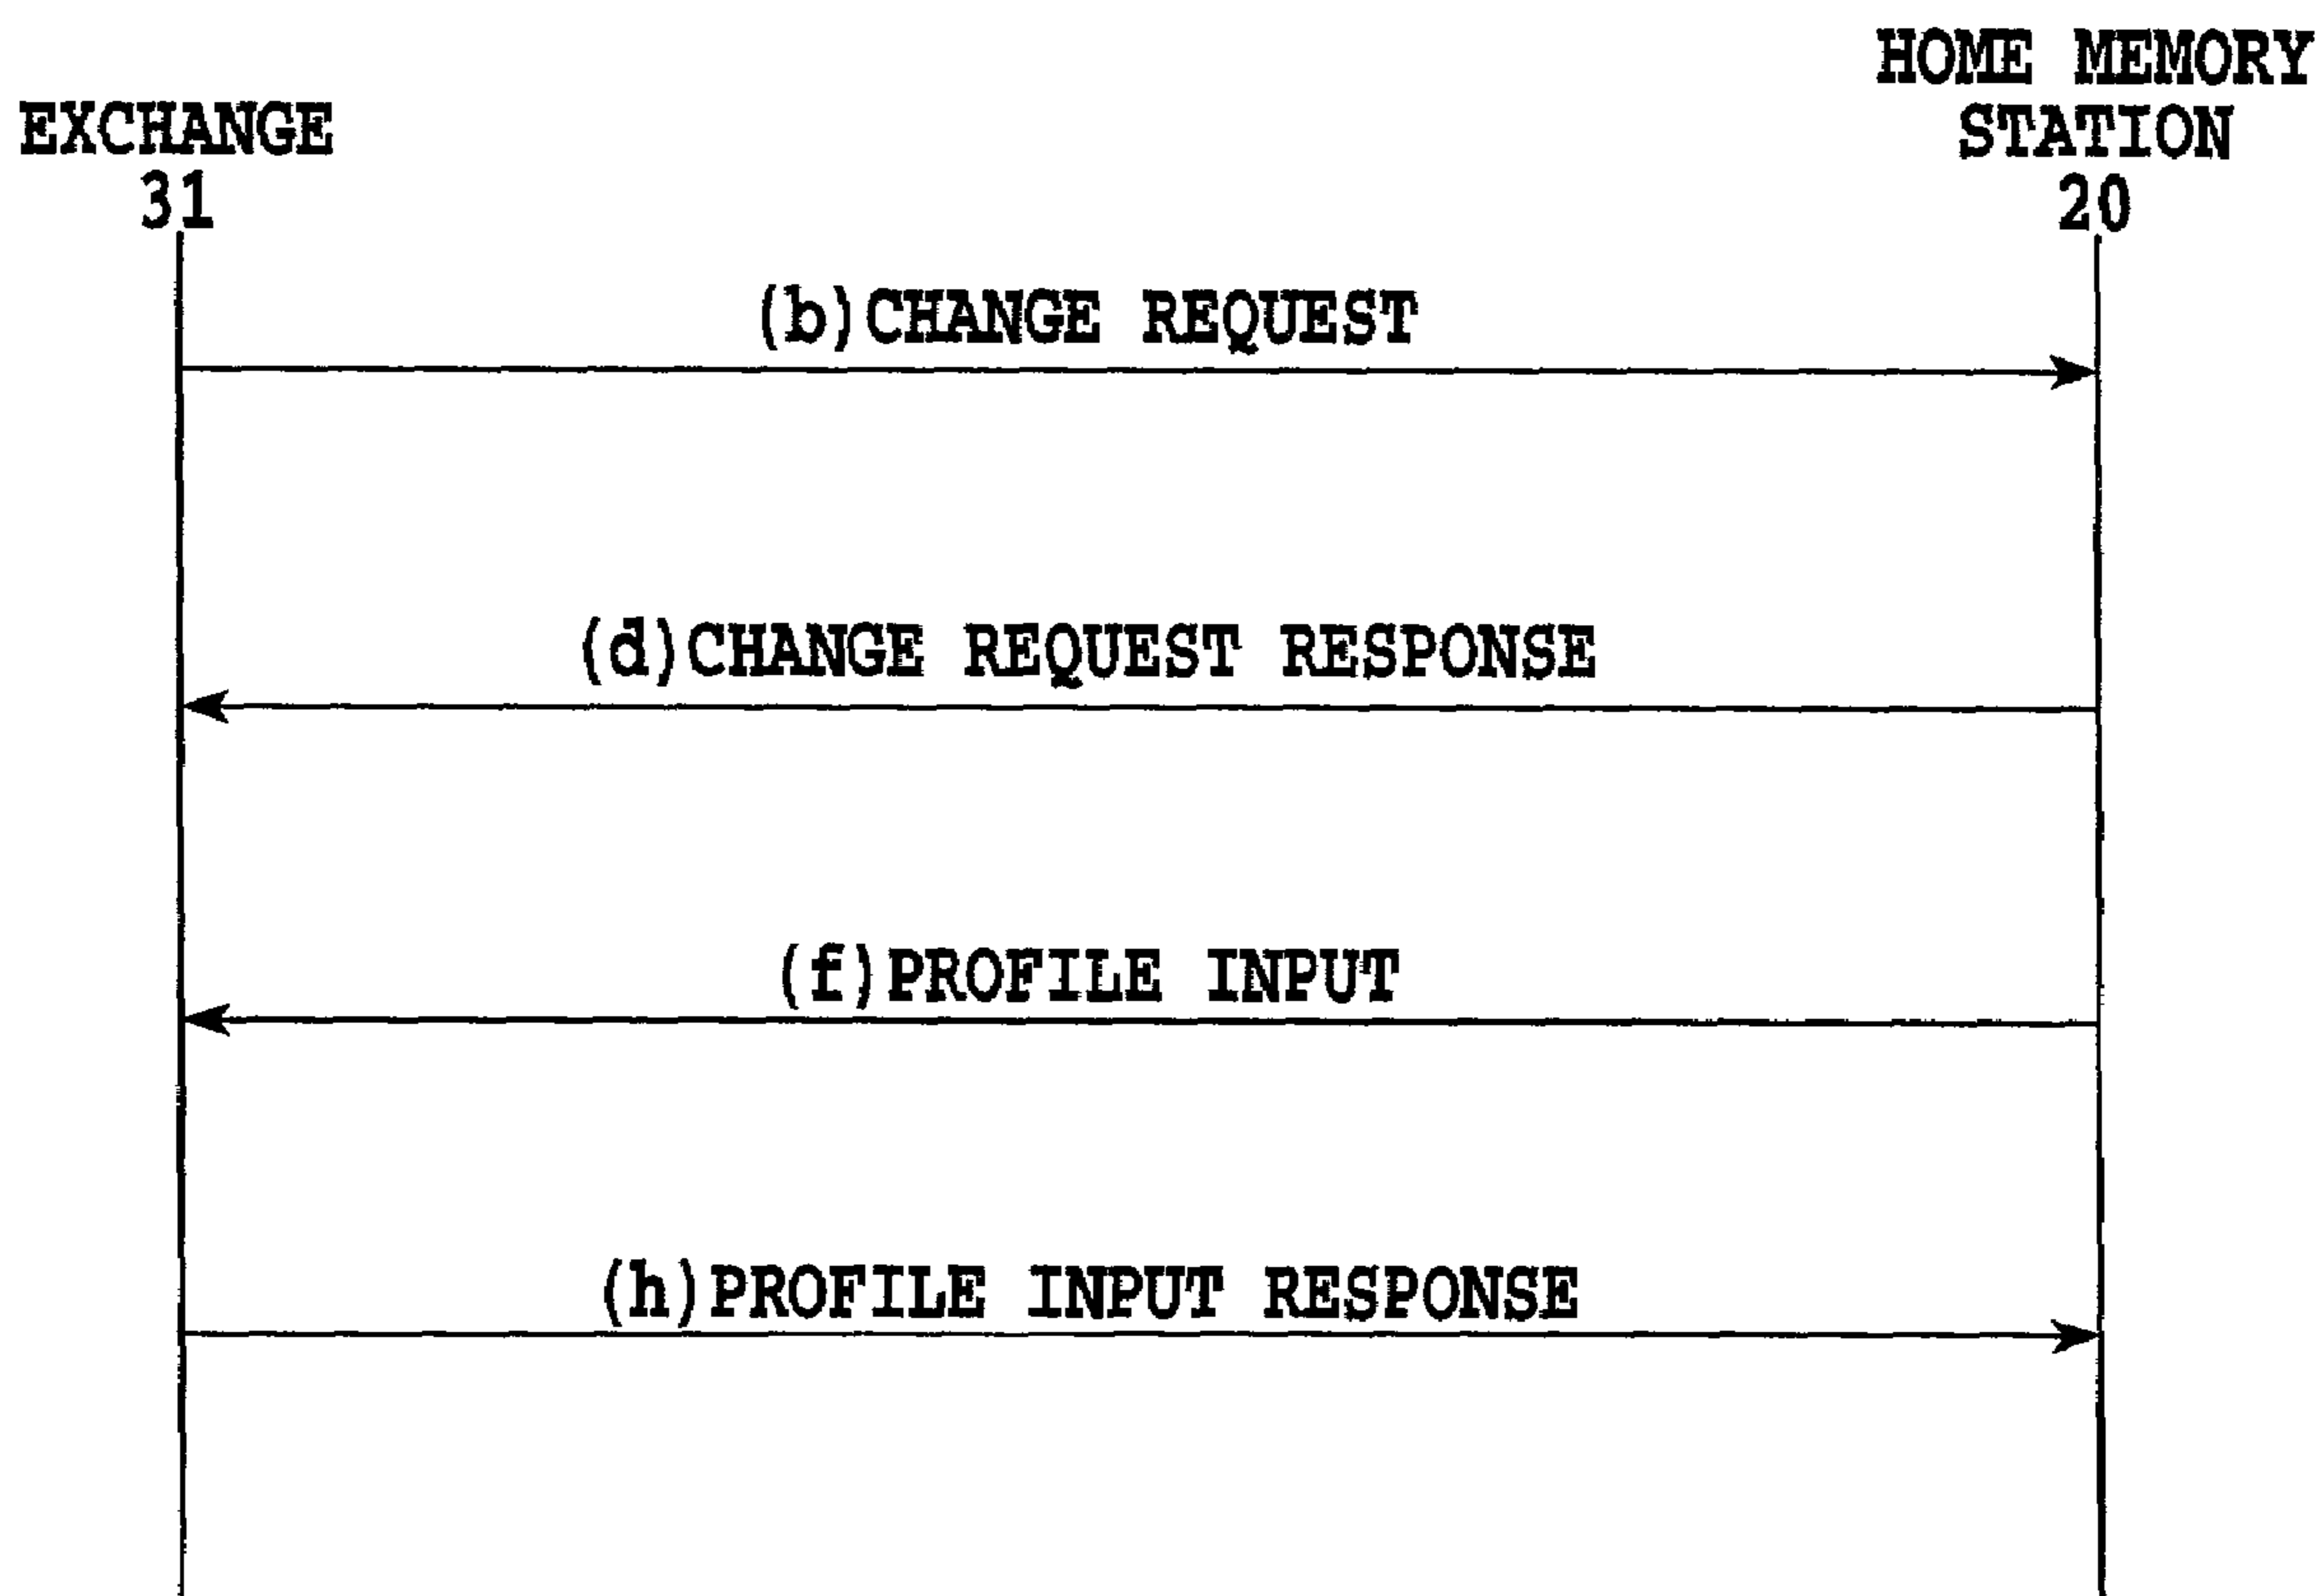 EXCHANGE
31
HOME MEMORY
STATION
20
(b)CHANGE REQUEST
(d)CHANGE REQUEST RESPONSE
(f)PROFILE INPUT
(h)PROFILE INPUT RESPONSE